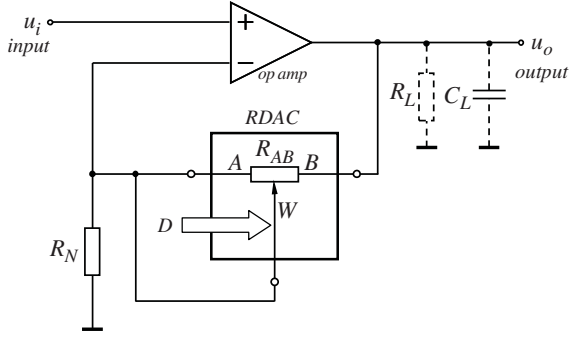 u_i
input
+
−
op amp
u_o
output
R_L
C_L
RDAC
A
R_AB
B
W
D
R_N